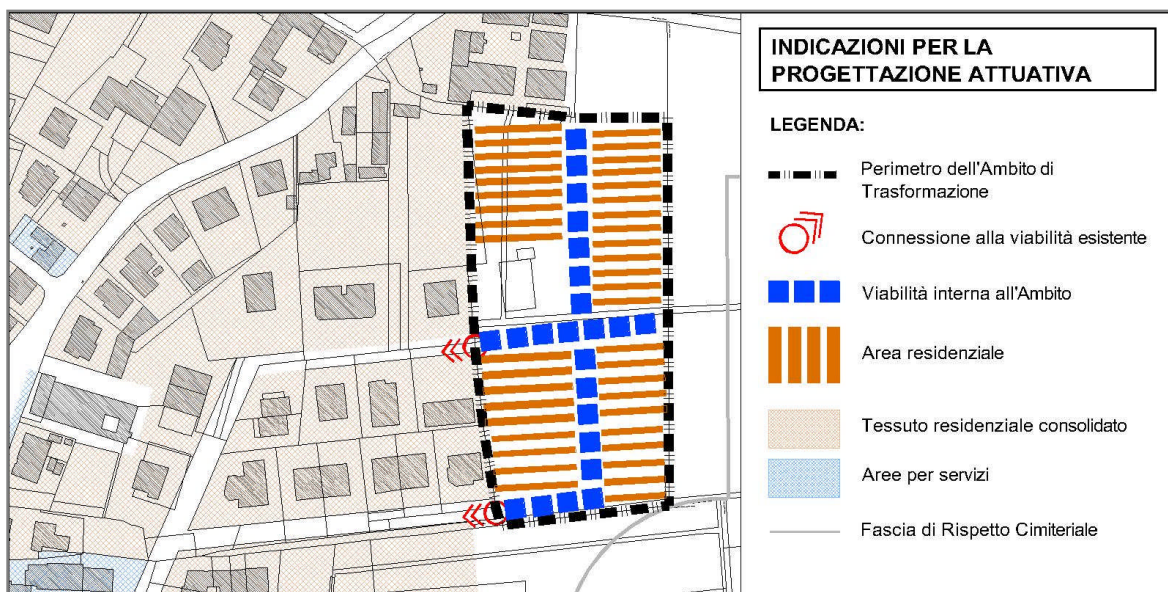 INDICAZIONI PER LA
PROGETTAZIONE ATTUATIVA
LEGENDA:
Perimetro dell'Ambito di
Trasformazione
Connessione alla viabilità esistente
Viabilità interna all'Ambito
Area residenziale
Tessuto residenziale consolidato
Aree per servizi
Fascia di Rispetto Cimiteriale